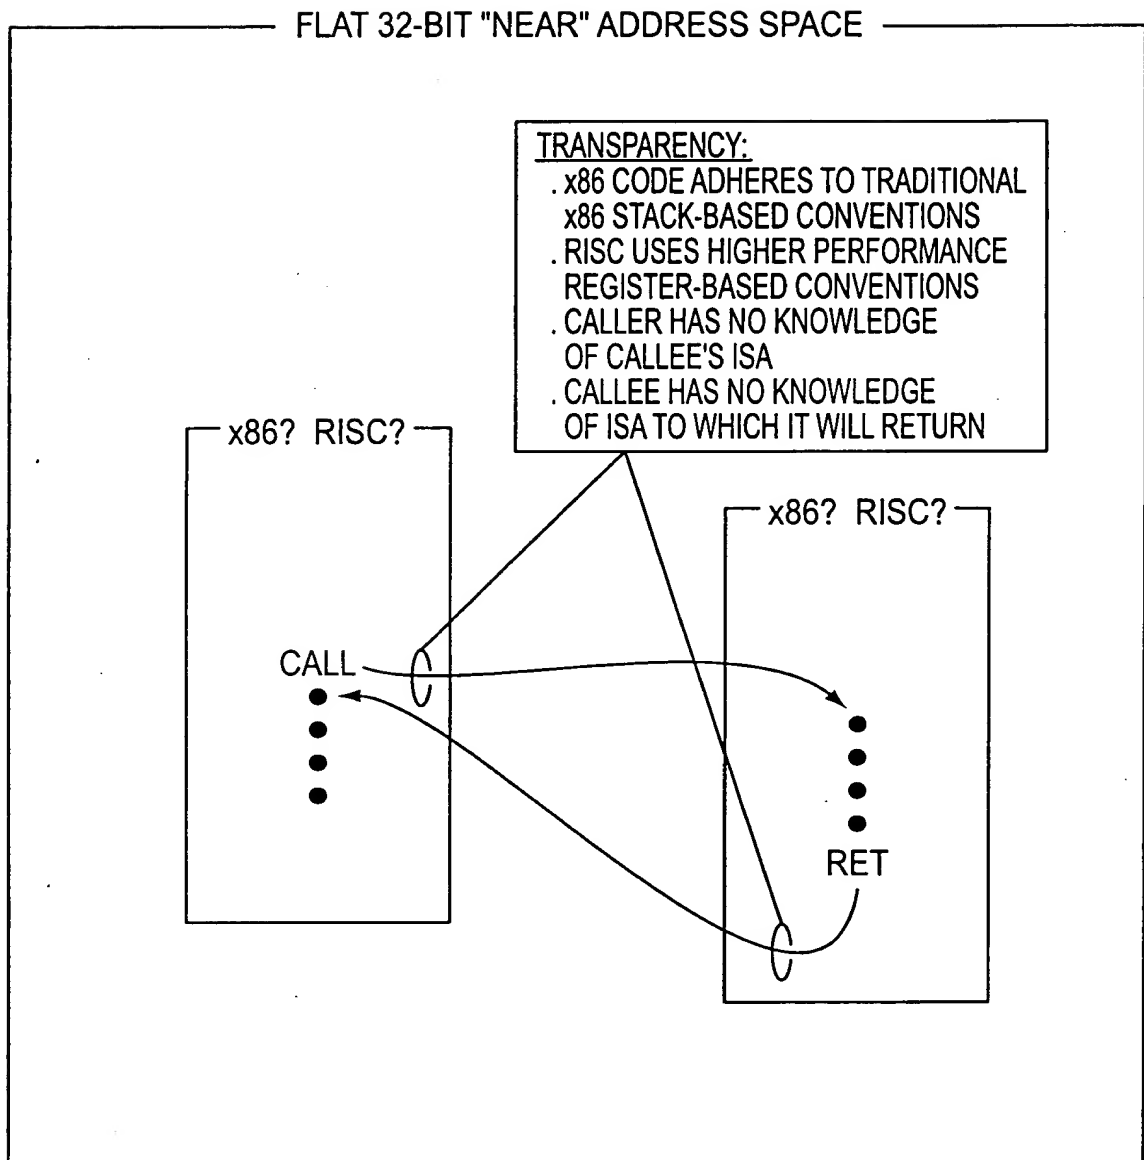 FLAT 32-BIT "NEAR" ADDRESS SPACE
TRANSPARENCY:
. x86 CODE ADHERES TO TRADITIONAL
x86 STACK-BASED CONVENTIONS
. RISC USES HIGHER PERFORMANCE
REGISTER-BASED CONVENTIONS
. CALLER HAS NO KNOWLEDGE
OF CALLEE'S ISA
. CALLEE HAS NO KNOWLEDGE
OF ISA TO WHICH IT WILL RETURN
x86? RISC?
x86? RISC?
CALL
RET